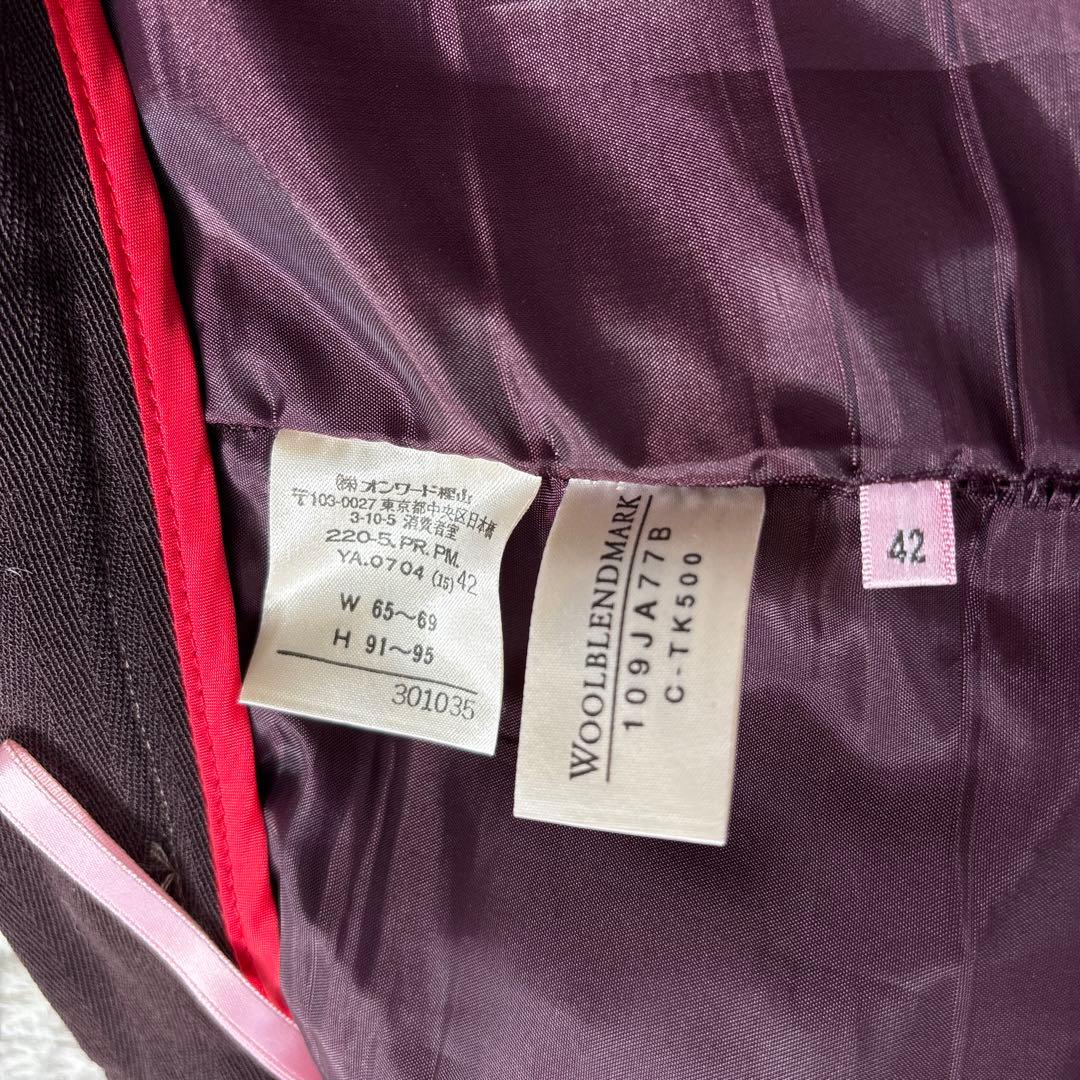 (株)オンワード樫山
〒103-0027 東京都中央区日本橋
3-10-5 消費者室
220-5. PR. PM.
YA.0704 (15) 42
W 65〜69
H 91〜95
301035
WOOLBLENDMARK
109JA77B
C-TK500
42